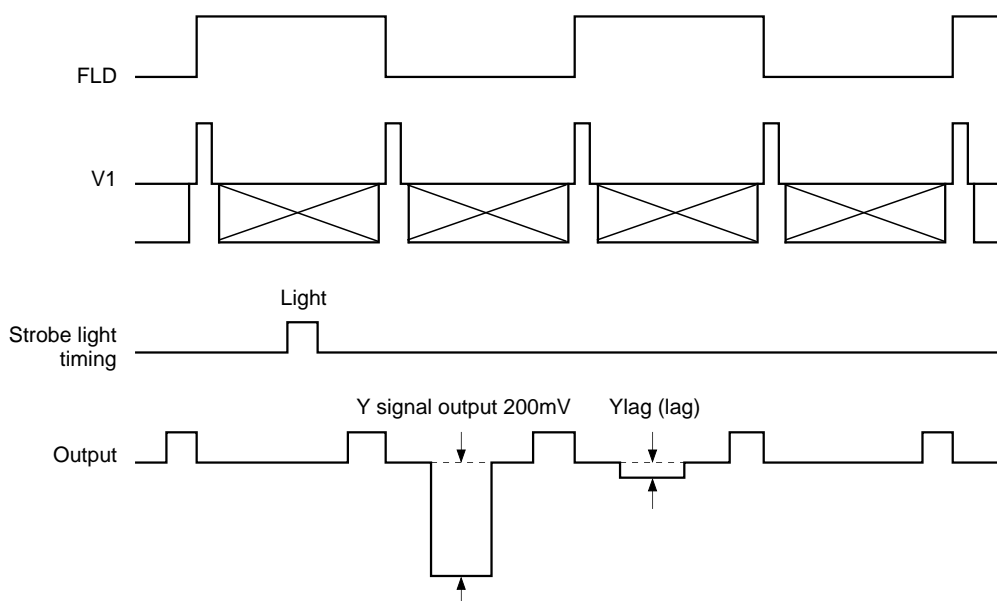 FLD
V1
Light
Strobe light
timing
Y signal output 200mV
Ylag (lag)
Output